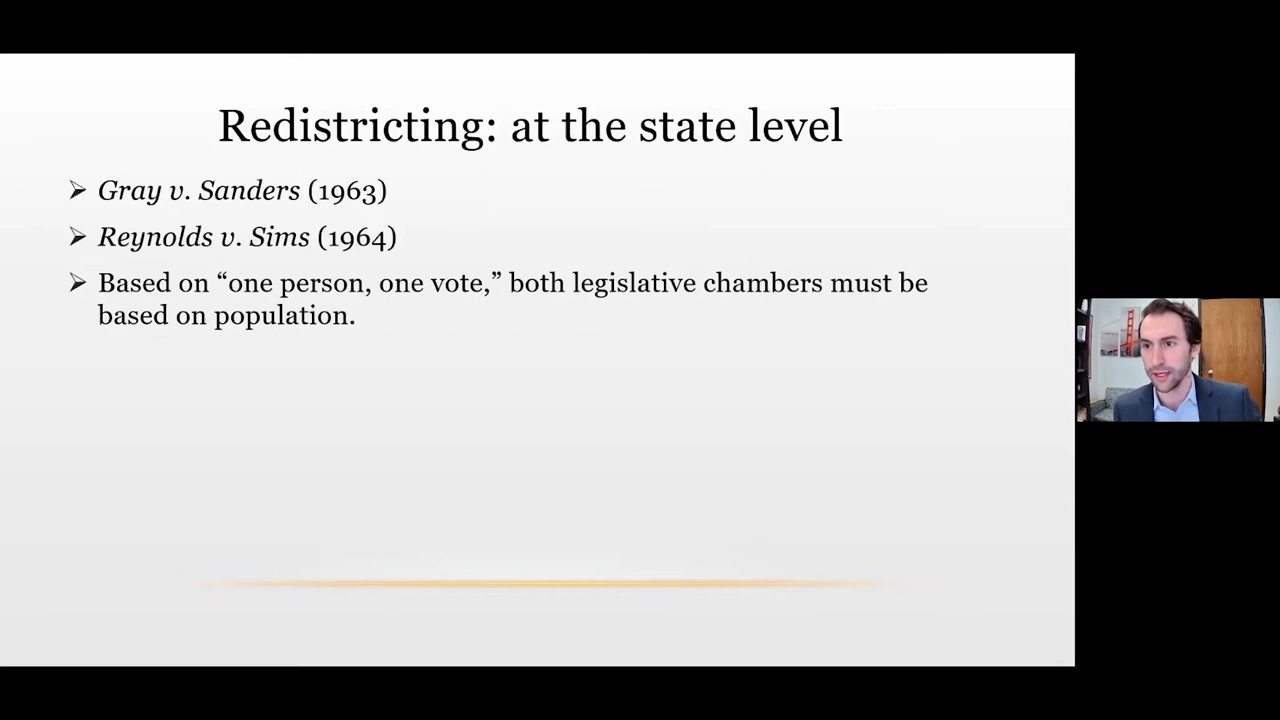 Redistricting: at the state level
➢ Gray v. Sanders (1963)
➢ Reynolds v. Sims (1964)
➢ Based on “one person, one vote,” both legislative chambers must be
based on population.